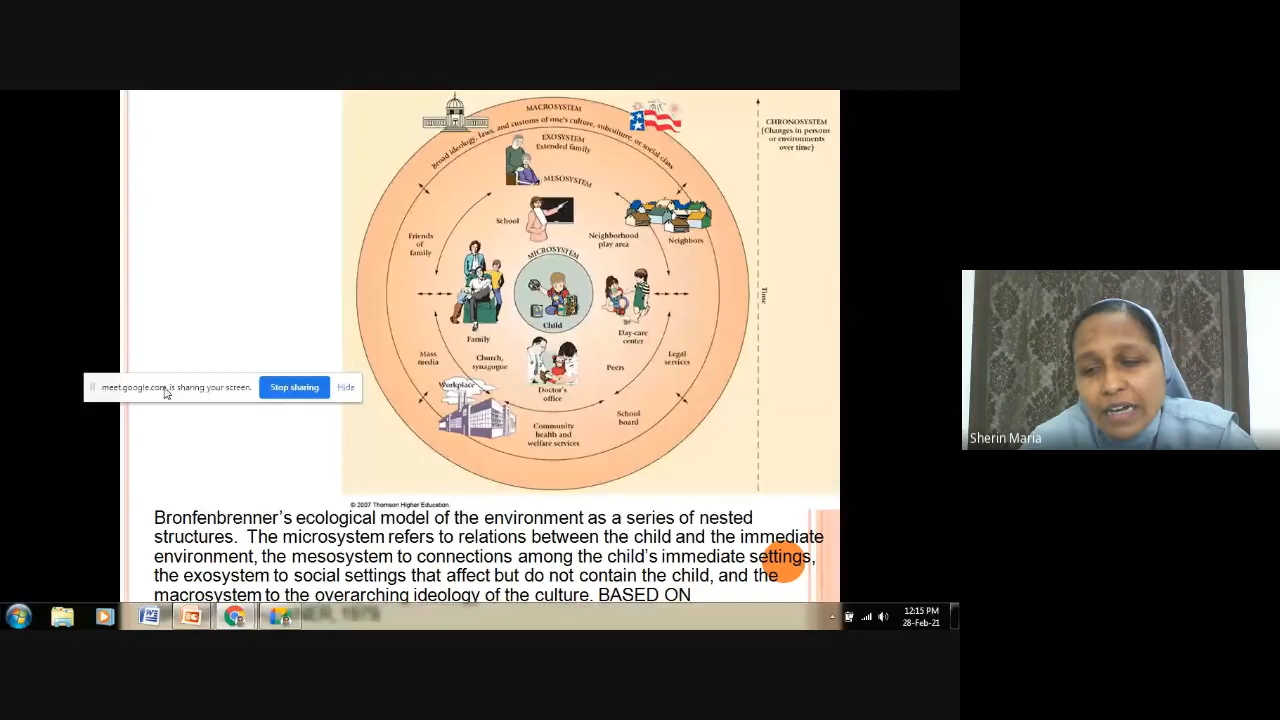 MACROSYSTEM
Broad ideology, laws, and customs of one's culture, subculture, or social class
EXOSYSTEM
Extended family
MESOSYSTEM
School
Neighborhood
play area
Neighbors
Friends
of
family
MICROSYSTEM
Child
Family
Day-care
center
Mass
media
Church,
synagogue
Doctor's
office
Peers
Legal
services
Workplace
Community
health and
welfare services
School
board
CHRONOSYSTEM
(Changes in persons
or environments
over time)
Time
meet.google.com is sharing your screen.
Stop sharing
Hide
© 2007 Thomson Higher Education
Bronfenbrenner's ecological model of the environment as a series of nested
structures. The microsystem refers to relations between the child and the immediate
environment, the mesosystem to connections among the child's immediate settings,
the exosystem to social settings that affect but do not contain the child, and the
macrosystem to the overarching ideology of the culture. BASED ON
12:15 PM
28-Feb-21
Sherin Maria